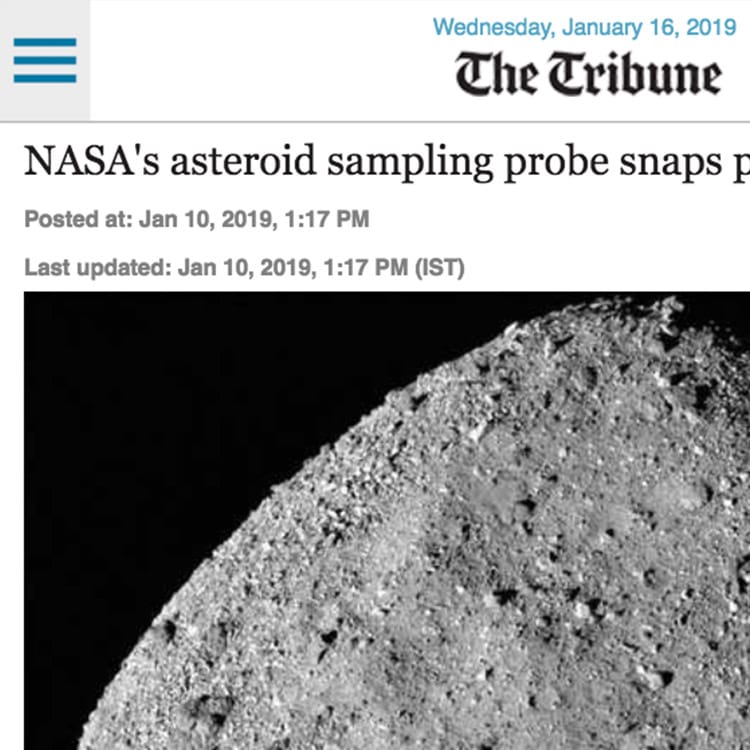 Wednesday, January 16, 2019
The Tribune
NASA's asteroid sampling probe snaps
Posted at: Jan 10, 2019, 1:17 PM
Last updated: Jan 10, 2019, 1:17 PM (IST)